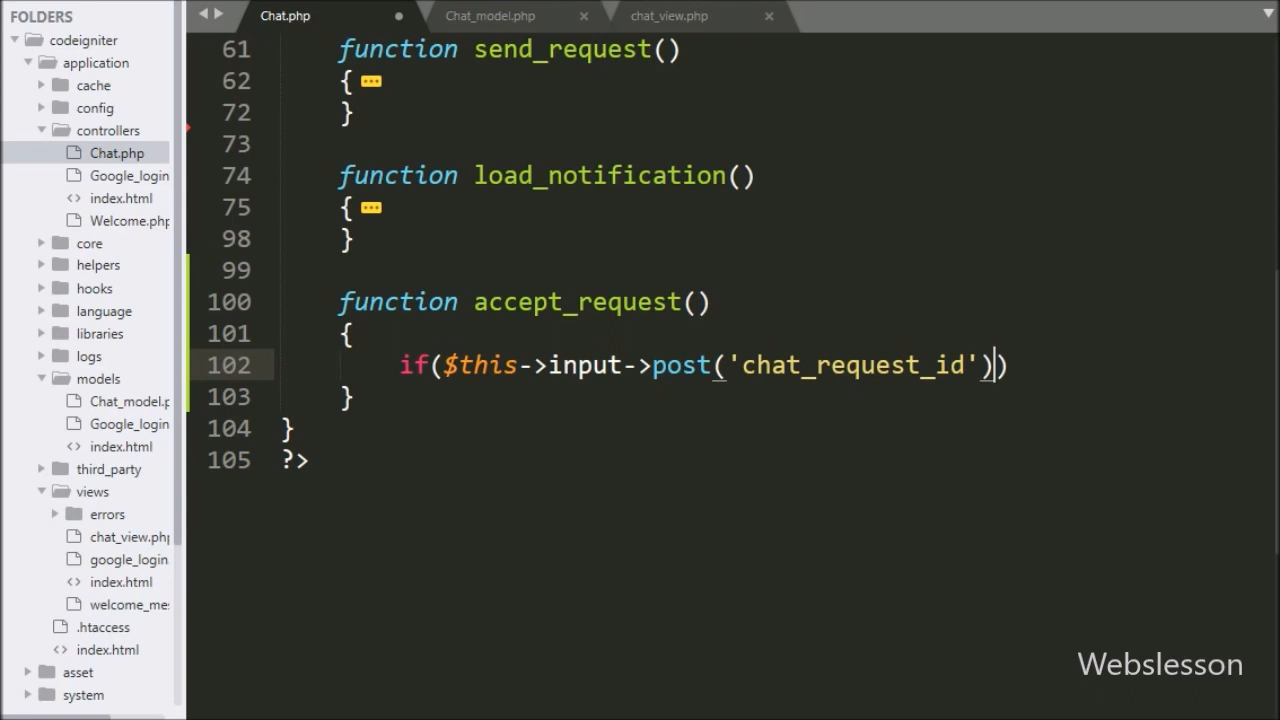 FOLDERS
codeigniter
application
cache
config
controllers
Chat.php
Google_login
index.html
Welcome.php
core
helpers
hooks
language
libraries
logs
models
Chat_model.p
Google_login
index.html
third_party
views
errors
chat_view.php
google_login.
index.html
welcome_mes
.htaccess
index.html
asset
system
Chat.php
Chat_model.php
chat_view.php
61 function send_request()
62 {
72 }
73
74 function load_notification()
75 {
98 }
99
100 function accept_request()
101 {
102 if($this->input->post('chat_request_id'))
103 }
104 }
105 ?>
Webslesson